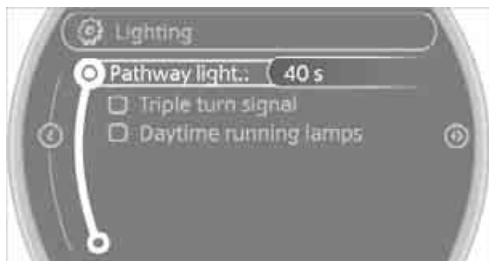 Lighting
Pathway light.: 40 s
Triple turn signal
Daytime running lamps